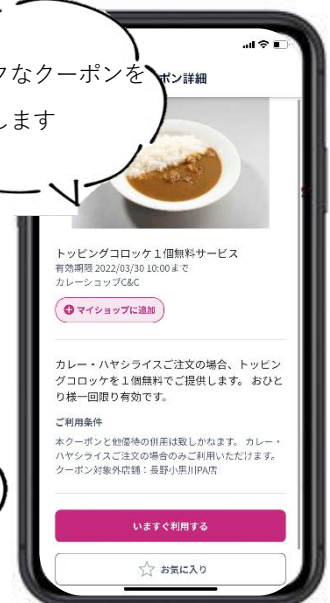 なクーポンを
します
ポン詳細
トッピングコロッケ１個無料サービス
有効期限 2022/03/30 10:00まで
カレーショップC&C
マイショップに追加
カレー・ハヤシライスご注文の場合、トッピン
グコロッケを１個無料でご提供します。 おひと
り様一回限り有効です。
ご利用条件
本クーポンと他優待の併用は致しかねます。 カレー・
ハヤシライスご注文の場合のみご利用いただけます。
クーポン対象外店舗：長野小黒川PA店
いますぐ利用する
お気に入り